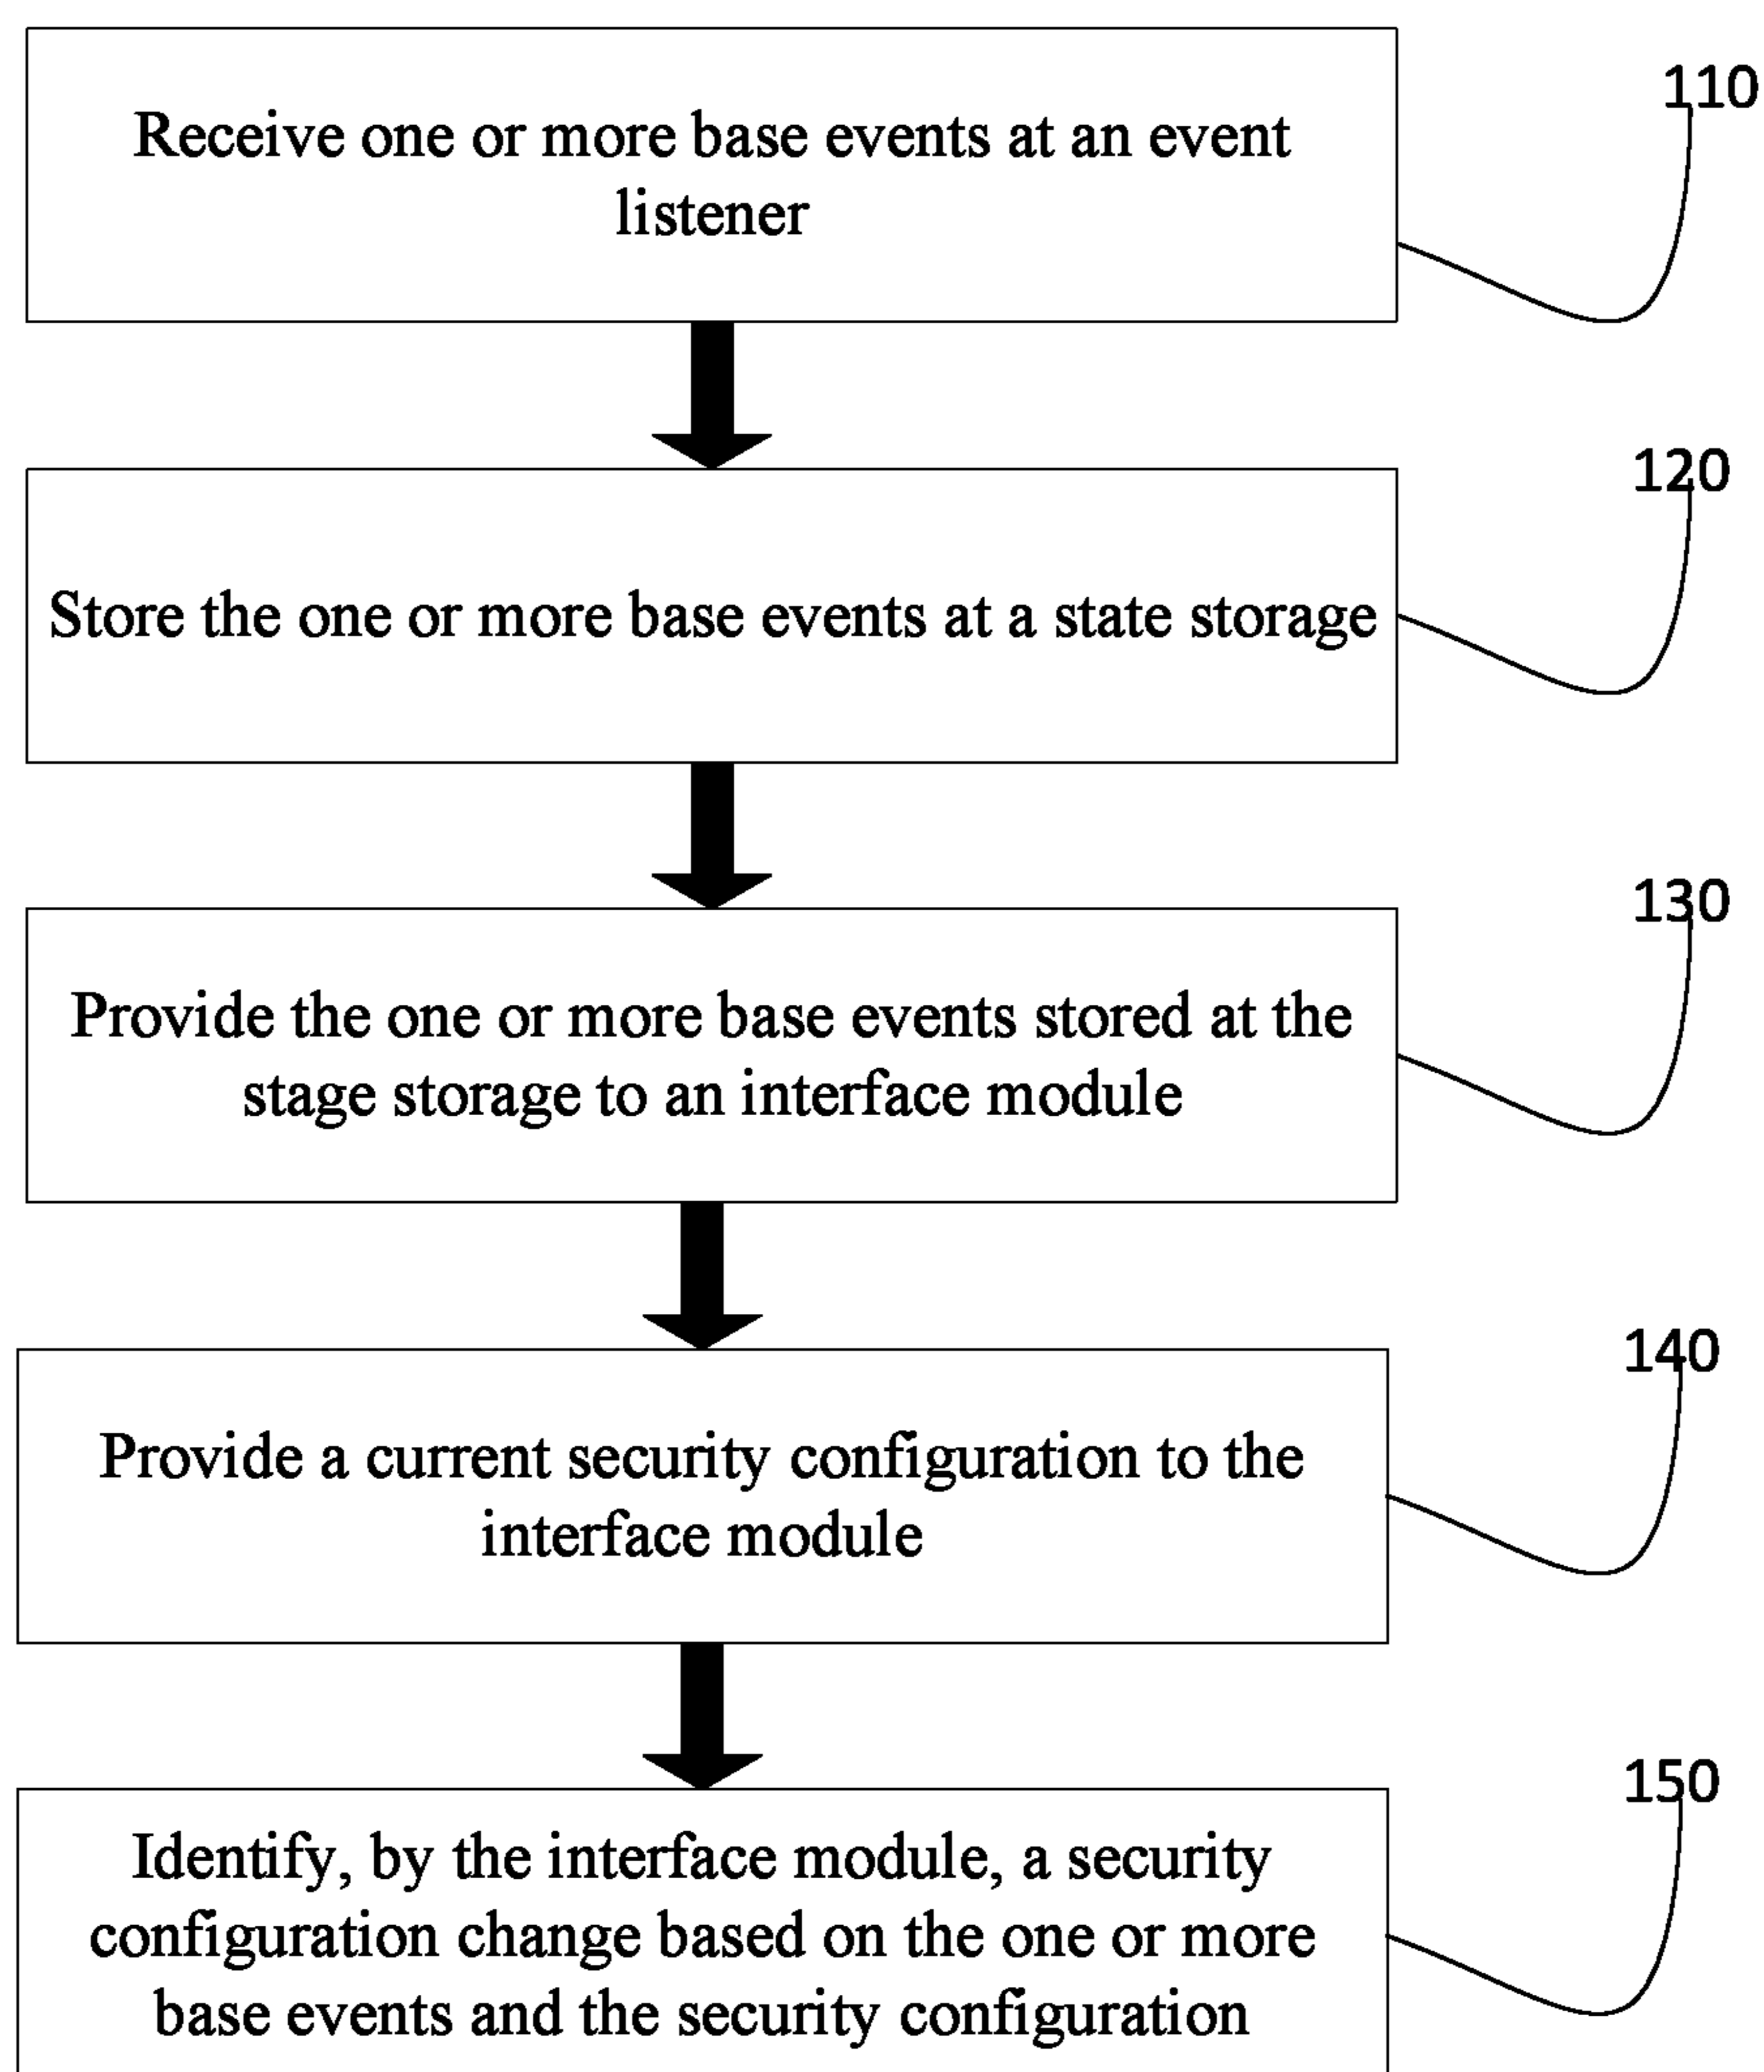 110
Receive one or more base events at an event
listener
120
Store the one or more base events at a state storage
130
Provide the one or more base events stored at the
stage storage to an interface module
140
Provide a current security configuration to the
interface module
150
Identify, by the interface module, a security
configuration change based on the one or more
base events and the security configuration